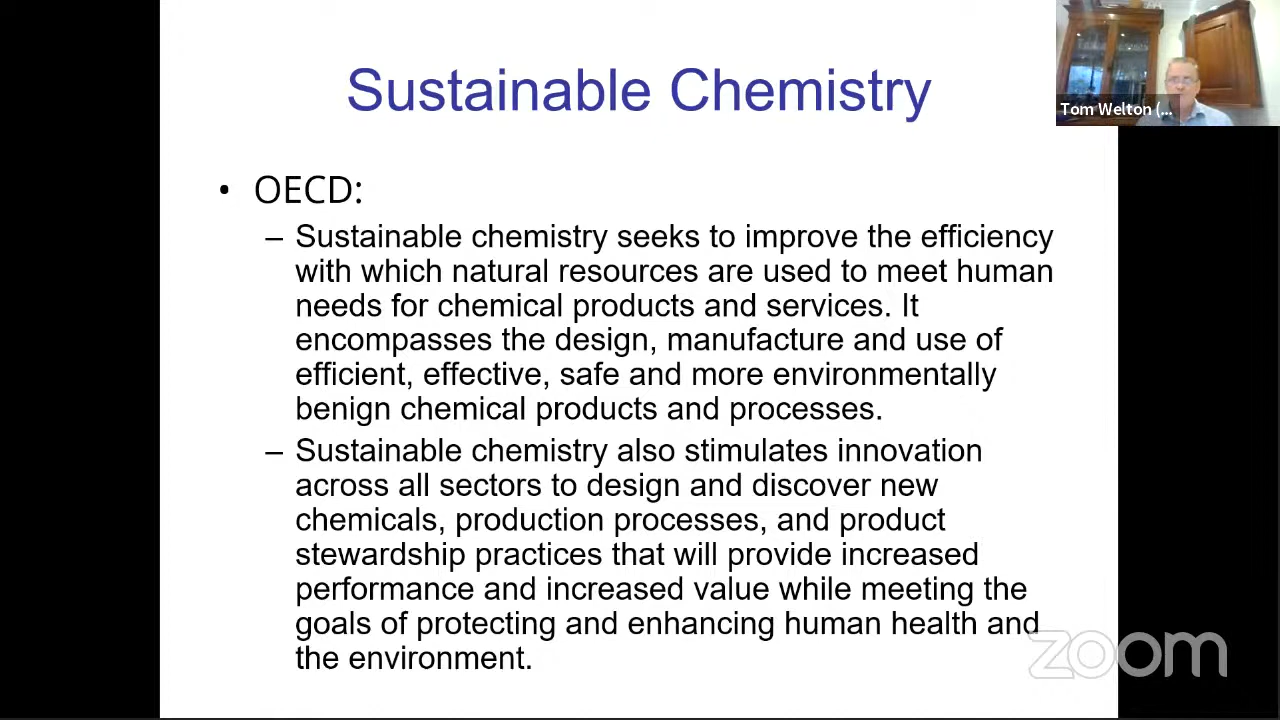 Sustainable Chemistry
Tom Welton (...
• OECD:
– Sustainable chemistry seeks to improve the efficiency
with which natural resources are used to meet human
needs for chemical products and services. It
encompasses the design, manufacture and use of
efficient, effective, safe and more environmentally
benign chemical products and processes.
– Sustainable chemistry also stimulates innovation
across all sectors to design and discover new
chemicals, production processes, and product
stewardship practices that will provide increased
performance and increased value while meeting the
goals of protecting and enhancing human health and
the environment.
zoom